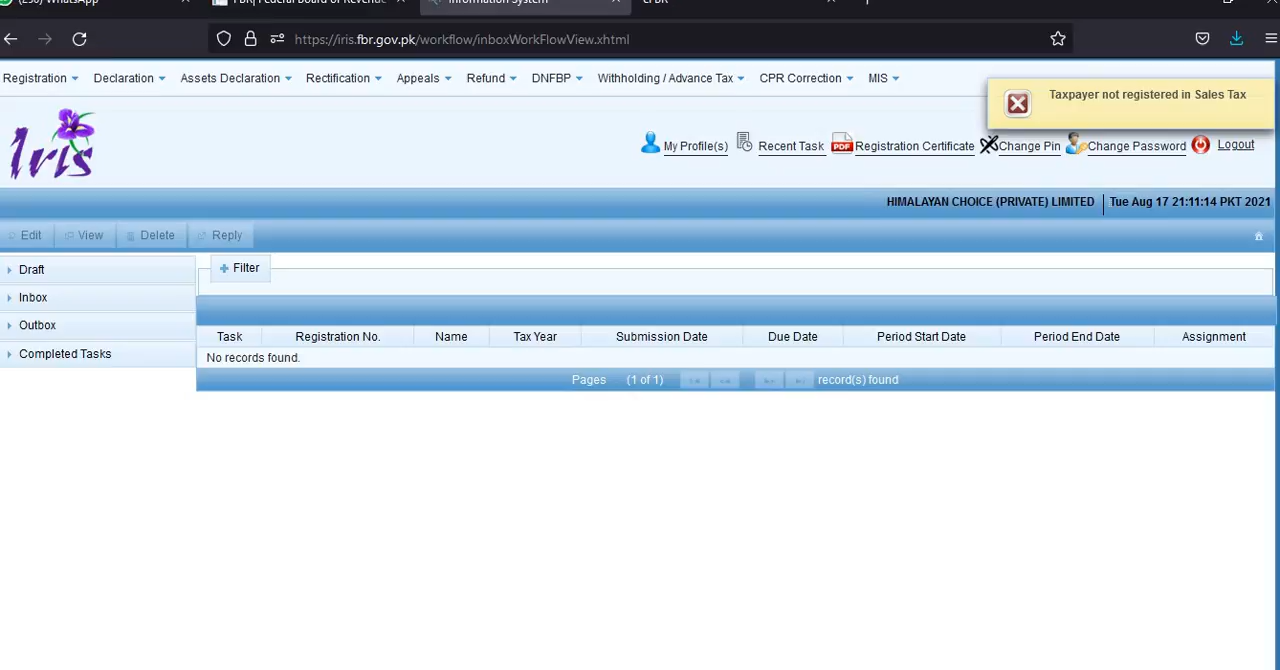 (250) WhatsApp
FBR| Federal Board of Revenue
Information System
eFBR
https://iris.fbr.gov.pk/workflow/inboxWorkFlowView.xhtml
Registration Declaration Assets Declaration Rectification Appeals Refund DNFBP Withholding / Advance Tax CPR Correction MIS
Taxpayer not registered in Sales Tax
Iris
My Profile(s) Recent Task PDF Registration Certificate Change Pin Change Password Logout
HIMALAYAN CHOICE (PRIVATE) LIMITED Tue Aug 17 21:11:14 PKT 2021
Edit View Delete Reply
Draft
Inbox
Outbox
Completed Tasks
Filter
Task Registration No. Name Tax Year Submission Date Due Date Period Start Date Period End Date Assignment
No records found.
Pages (1 of 1) record(s) found